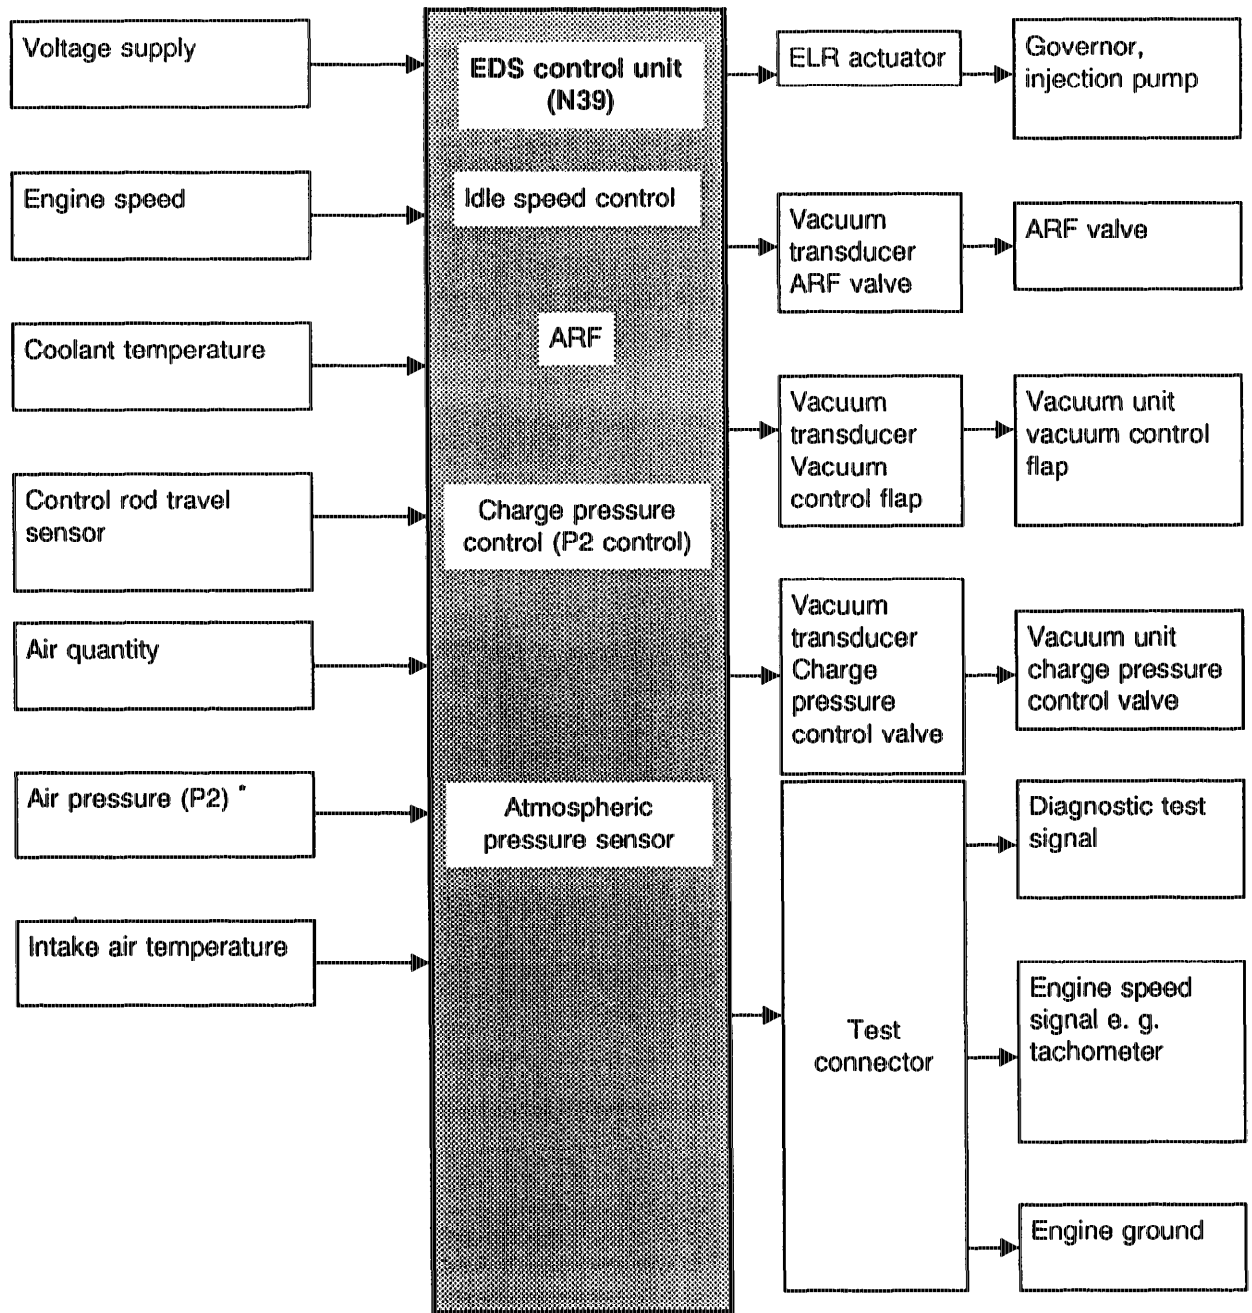 Voltage supply
Engine speed
Coolant temperature
Control rod travel
sensor
Air quantity
Air pressure (P2) *
Intake air temperature
EDS control unit
(N39)
Idle speed control
ARF
Charge pressure
control (P2 control)
Atmospheric
pressure sensor
ELR actuator
Governor,
injection pump
Vacuum
transducer
ARF valve
ARF valve
Vacuum
transducer
Vacuum
control flap
Vacuum unit
vacuum control
flap
Vacuum
transducer
Charge
pressure
control valve
Vacuum unit
charge pressure
control valve
Test
connector
Diagnostic test
signal
Engine speed
signal e. g.
tachometer
Engine ground